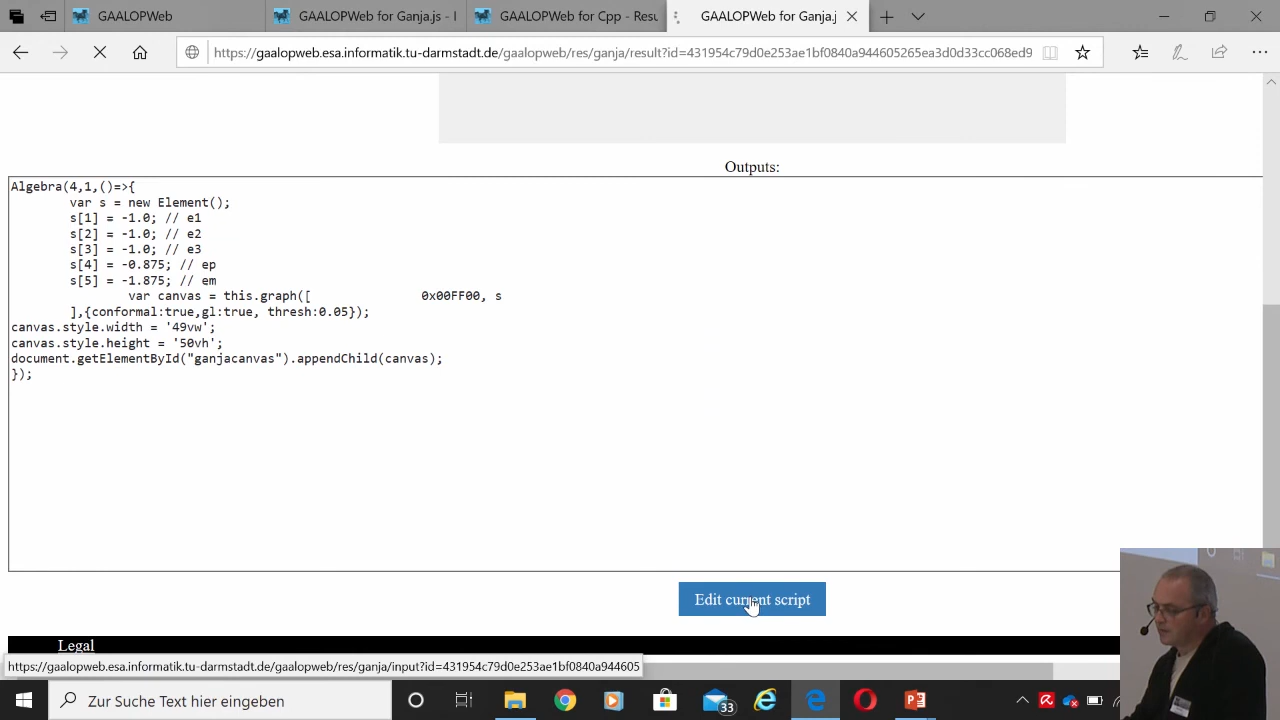 GAALOPWeb
GAALOPWeb for Ganja.js - I
GAALOPWeb for Cpp - Resu
GAALOPWeb for Ganja.j
https://gaalopweb.esa.informatik.tu-darmstadt.de/gaalopweb/res/ganja/result?id=431954c79d0e253ae1bf0840a944605265ea3d0d33cc068ed9
Outputs:
Algebra(4,1,()=>{
var s = new Element();
s[1] = -1.0; // e1
s[2] = -1.0; // e2
s[3] = -1.0; // e3
s[4] = -0.875; // ep
s[5] = -1.875; // em
var canvas = this.graph([ 0x00FF00, s
],{conformal:true,gl:true, thresh:0.05});
canvas.style.width = '49vw';
canvas.style.height = '50vh';
document.getElementById("ganjacanvas").appendChild(canvas);
});
Edit current script
Legal
https://gaalopweb.esa.informatik.tu-darmstadt.de/gaalopweb/res/ganja/input?id=431954c79d0e253ae1bf0840a944605
Zur Suche Text hier eingeben
33